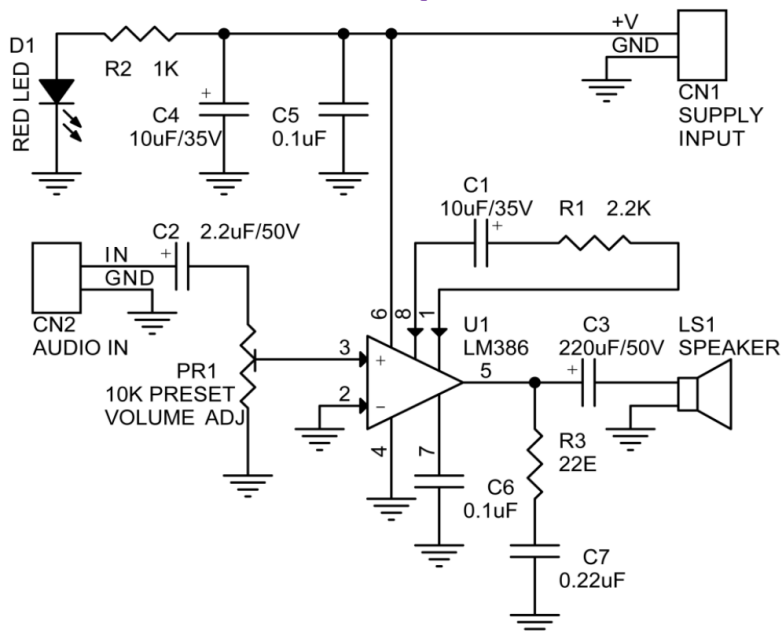 D1
RED LED
R2 1K
C4
10uF/35V
C5
0.1uF
+V
GND
CN1
SUPPLY
INPUT
C1
10uF/35V
R1 2.2K
C2 2.2uF/50V
IN
GND
CN2
AUDIO IN
PR1
10K PRESET
VOLUME ADJ
6
8
1
3
2
4
7
5
+
−
U1
LM386
C3
220uF/50V
LS1
SPEAKER
R3
22E
C6
0.1uF
C7
0.22uF
+
+
+
+